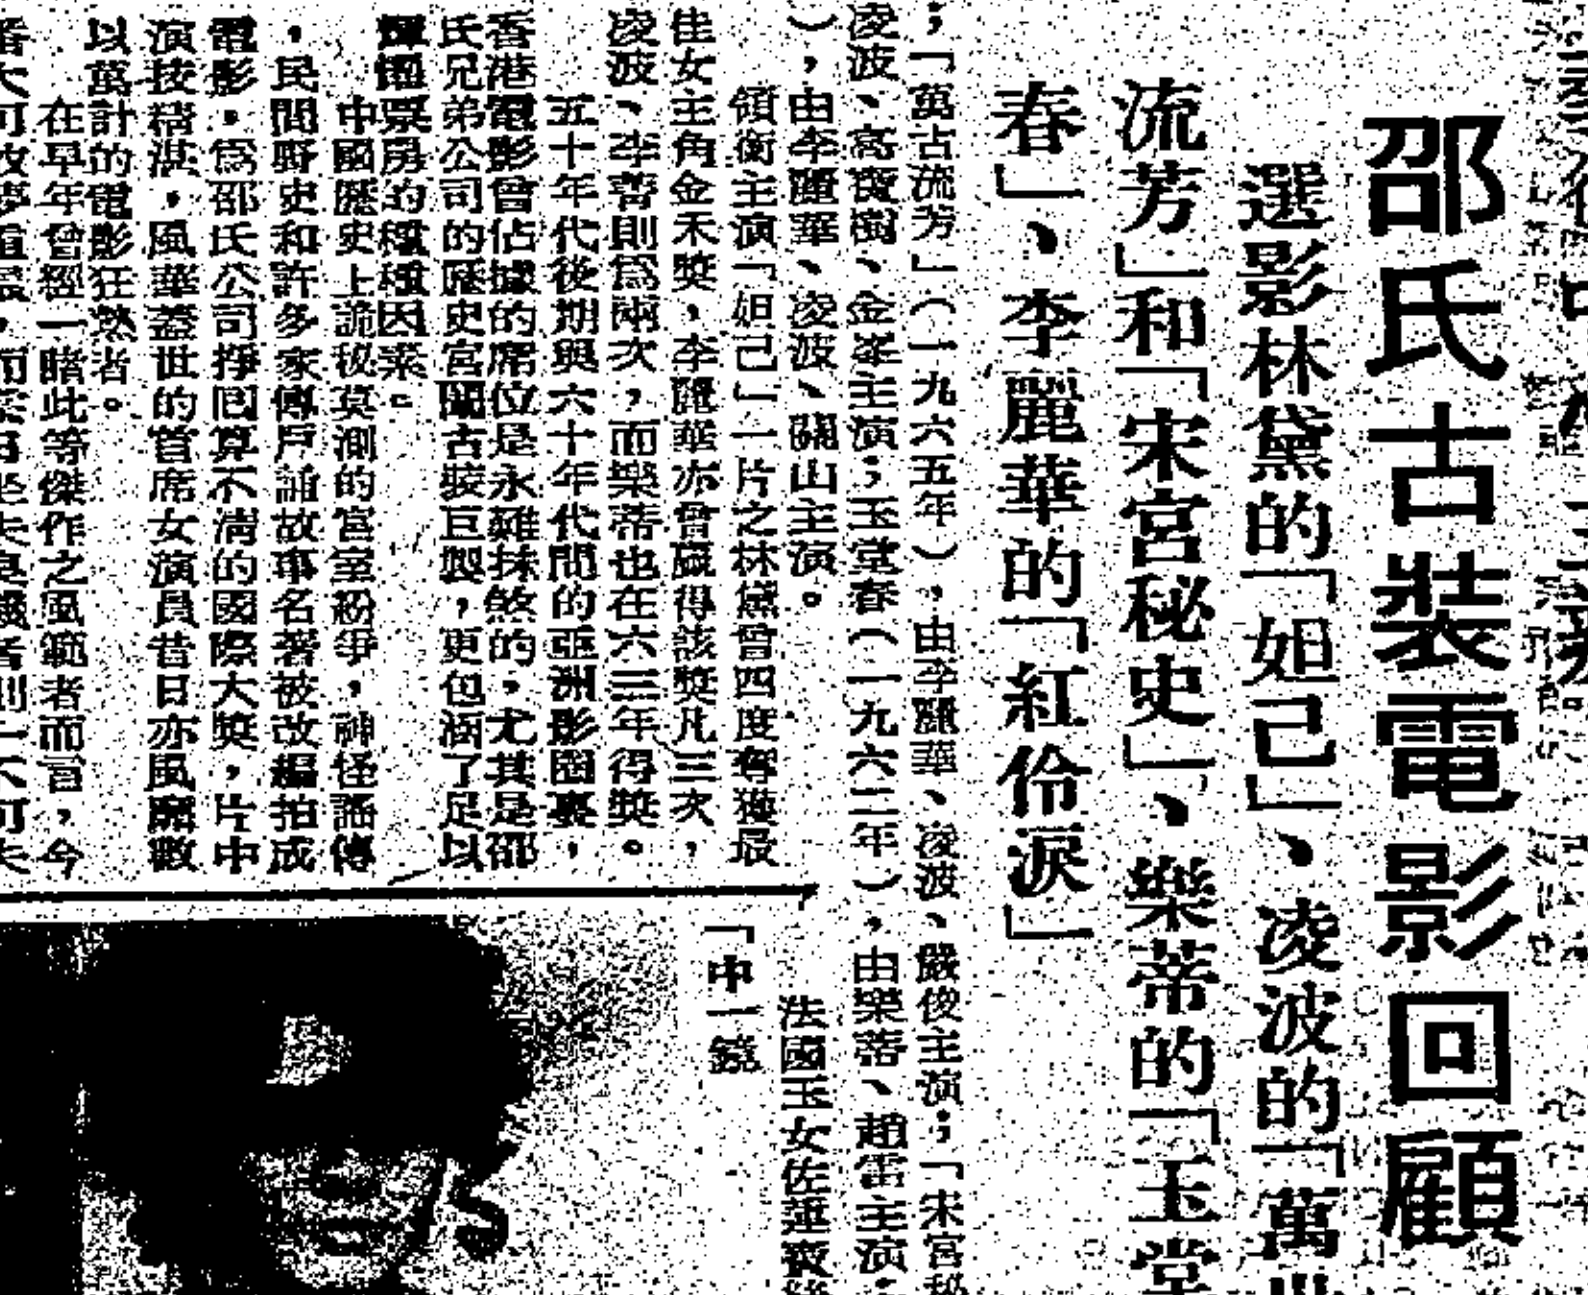 邵氏古裝電影回顧
選影林黛的「妲己」、凌波的「萬世
流芳」和「宋宮秘史」、樂蒂的「玉堂
春」、李麗華的「紅伶淚」
;「萬古流芳」(一九六五年),由李麗華、凌波、嚴俊主演;「宋宮秘
凌波、高寶樹、金峯主演;玉堂春(一九六二年),由樂蒂、趙雷主演;
),由李麗華、凌波、關山主演。
領銜主演「妲己」一片之林黛曾四度奪獲最
佳女主角金禾獎,李麗華亦曾贏得該獎凡三次,
凌波、李菁則為兩次,而樂蒂也在六三年得獎。
五十年代後期與六十年代間的亞洲影圈裏,
香港電影曾佔據的席位是永難抹煞的,尤其是邵
氏兄弟公司的歷史宮闈古裝巨製,更包涵了足以
票房的種種因素。
中國歷史上詭秘莫測的宮室紛爭,神怪謠傳
,民間野史和許多家傳戶誦故事名著被改編拍成
電影,為邵氏公司掙回算不清的國際大獎,片中
演技精湛,風華蓋世的首席女演員昔日亦風靡數
以萬計的電影狂熱者。
在早年曾經一睹此等傑作之風範者而言,今
番大可
「中一鏡
法國玉女佐